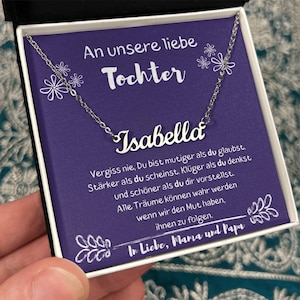 An unsere liebe
Tochter
Isabella
Vergiss nie, Du bist mutiger als du glaubst.
Stärker als du scheinst. Klüger als du denkst
und schöner als du dir vorstellst.
Alle Träume können wahr werden
wenn wir den Mut haben,
ihnen zu folgen.
In Liebe, Mama und Papa